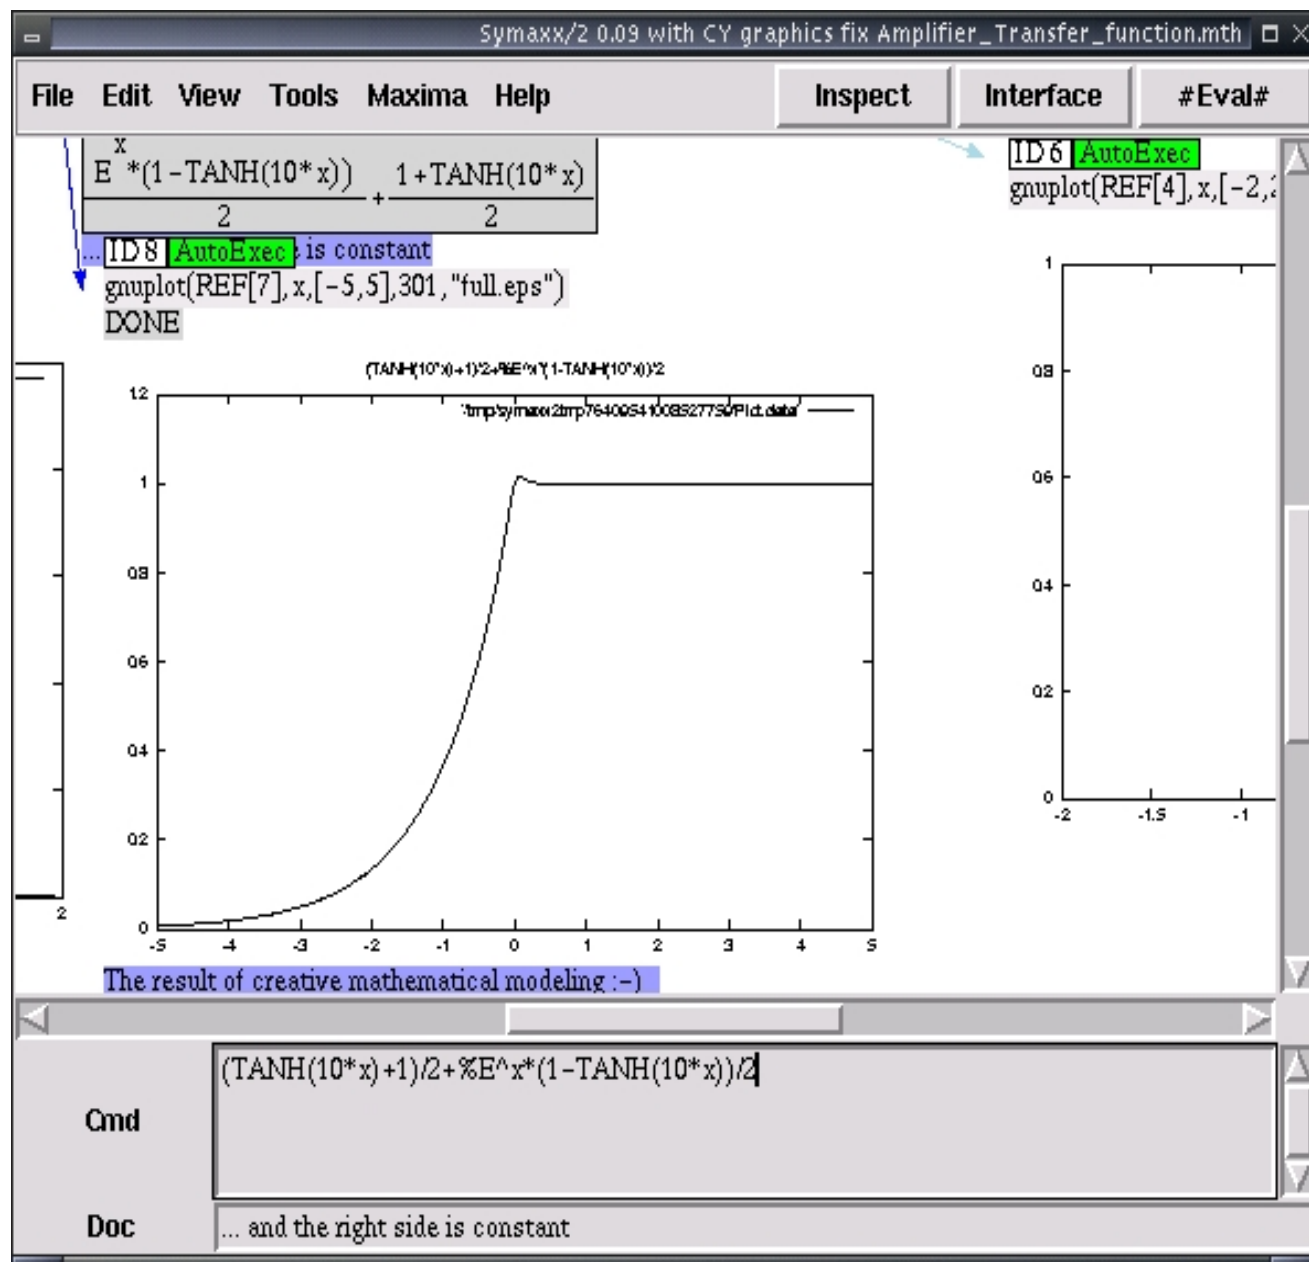 Symaxx/2 0.09 with CY graphics fix Amplifier_Transfer_function.mth
File Edit View Tools Maxima Help Inspect Interface #Eval#
x
E *(1-TANH(10*x)) 1+TANH(10*x)
+
2 2
... ID 8 AutoExec is constant
gnuplot(REF[7],x,[-5,5],301,"full.eps")
DONE
ID 6 AutoExec
gnuplot(REF[4],x,[-2,2
(TANH(10*x)+1)/2+%E^x*(1-TANH(10*x))/2
1.2
1
0.8
0.6
0.4
0.2
0
-5 -4 -3 -2 -1 0 1 2 3 4 5
2
1
0.8
0.6
0.4
0.2
0
-2 -1.5 -1
The result of creative mathematical modeling :-)
Cmd
(TANH(10*x)+1)/2+%E^x*(1-TANH(10*x))/2
Doc
... and the right side is constant